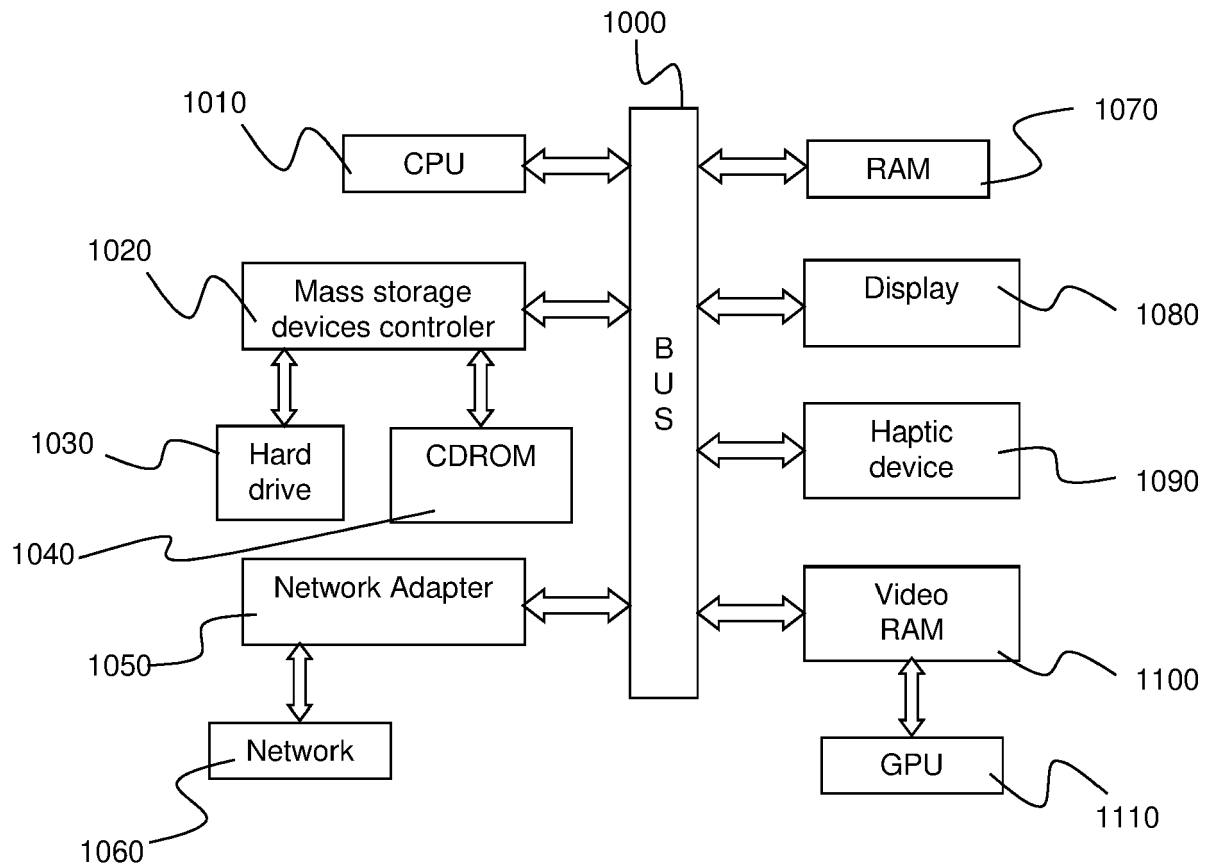 1000
1010
CPU
1070
RAM
1020
Mass storage
devices controler
Display
1080
B
U
S
1030
Hard
drive
CDROM
Haptic
device
1090
1040
Network Adapter
Video
RAM
1050
1100
Network
GPU
1110
1060